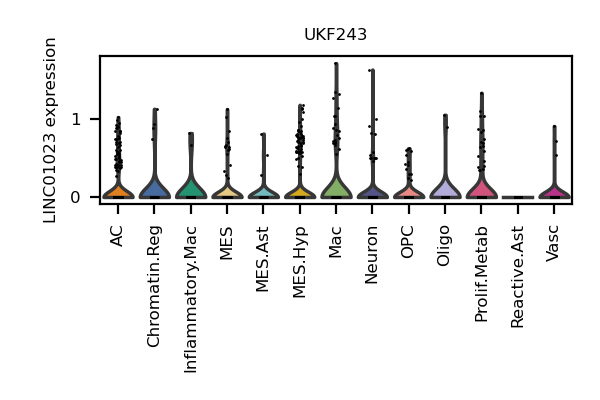 UKF243
LINC01023 expression
1
0
AC
Chromatin.Reg
Inflammatory.Mac
MES
MES.Ast
MES.Hyp
Mac
Neuron
OPC
Oligo
Prolif.Metab
Reactive.Ast
Vasc